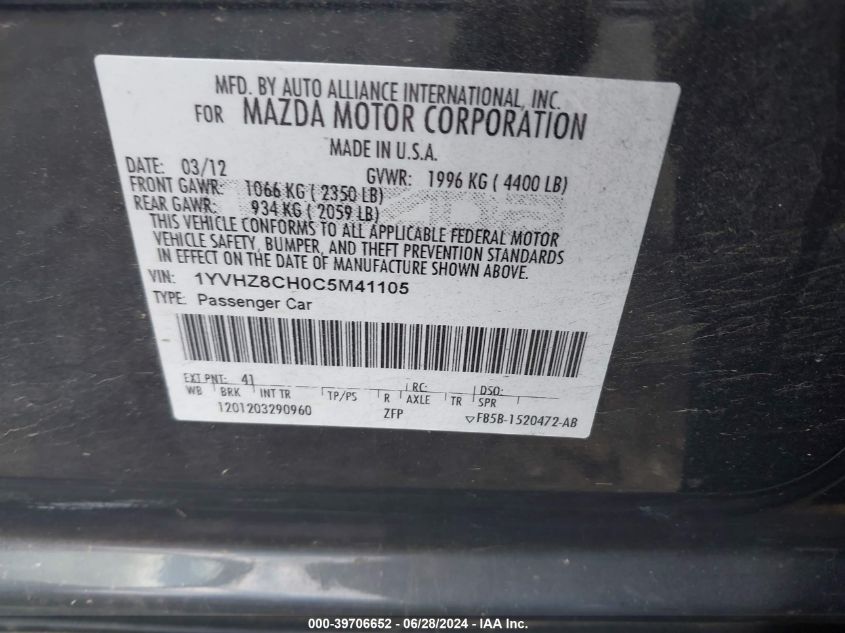 MFD. BY AUTO ALLIANCE INTERNATIONAL, INC.
FOR MAZDA MOTOR CORPORATION
MADE IN U.S.A.
DATE: 03/12 GVWR: 1996 KG ( 4400 LB)
FRONT GAWR: 1066 KG ( 2350 LB)
REAR GAWR: 934 KG ( 2059 LB)
THIS VEHICLE CONFORMS TO ALL APPLICABLE FEDERAL MOTOR
VEHICLE SAFETY, BUMPER, AND THEFT PREVENTION STANDARDS
IN EFFECT ON THE DATE OF MANUFACTURE SHOWN ABOVE.
VIN: 1YVHZ8CH0C5M41105
TYPE: Passenger Car
EXT PNT: 41 RC: DSO:
WB BRK INT TR TP/PS R AXLE TR SPR
1201203290960 ZFP ▽F85B-1520472-AB
000-39706652 / 06/28/2024 / IAA Inc.